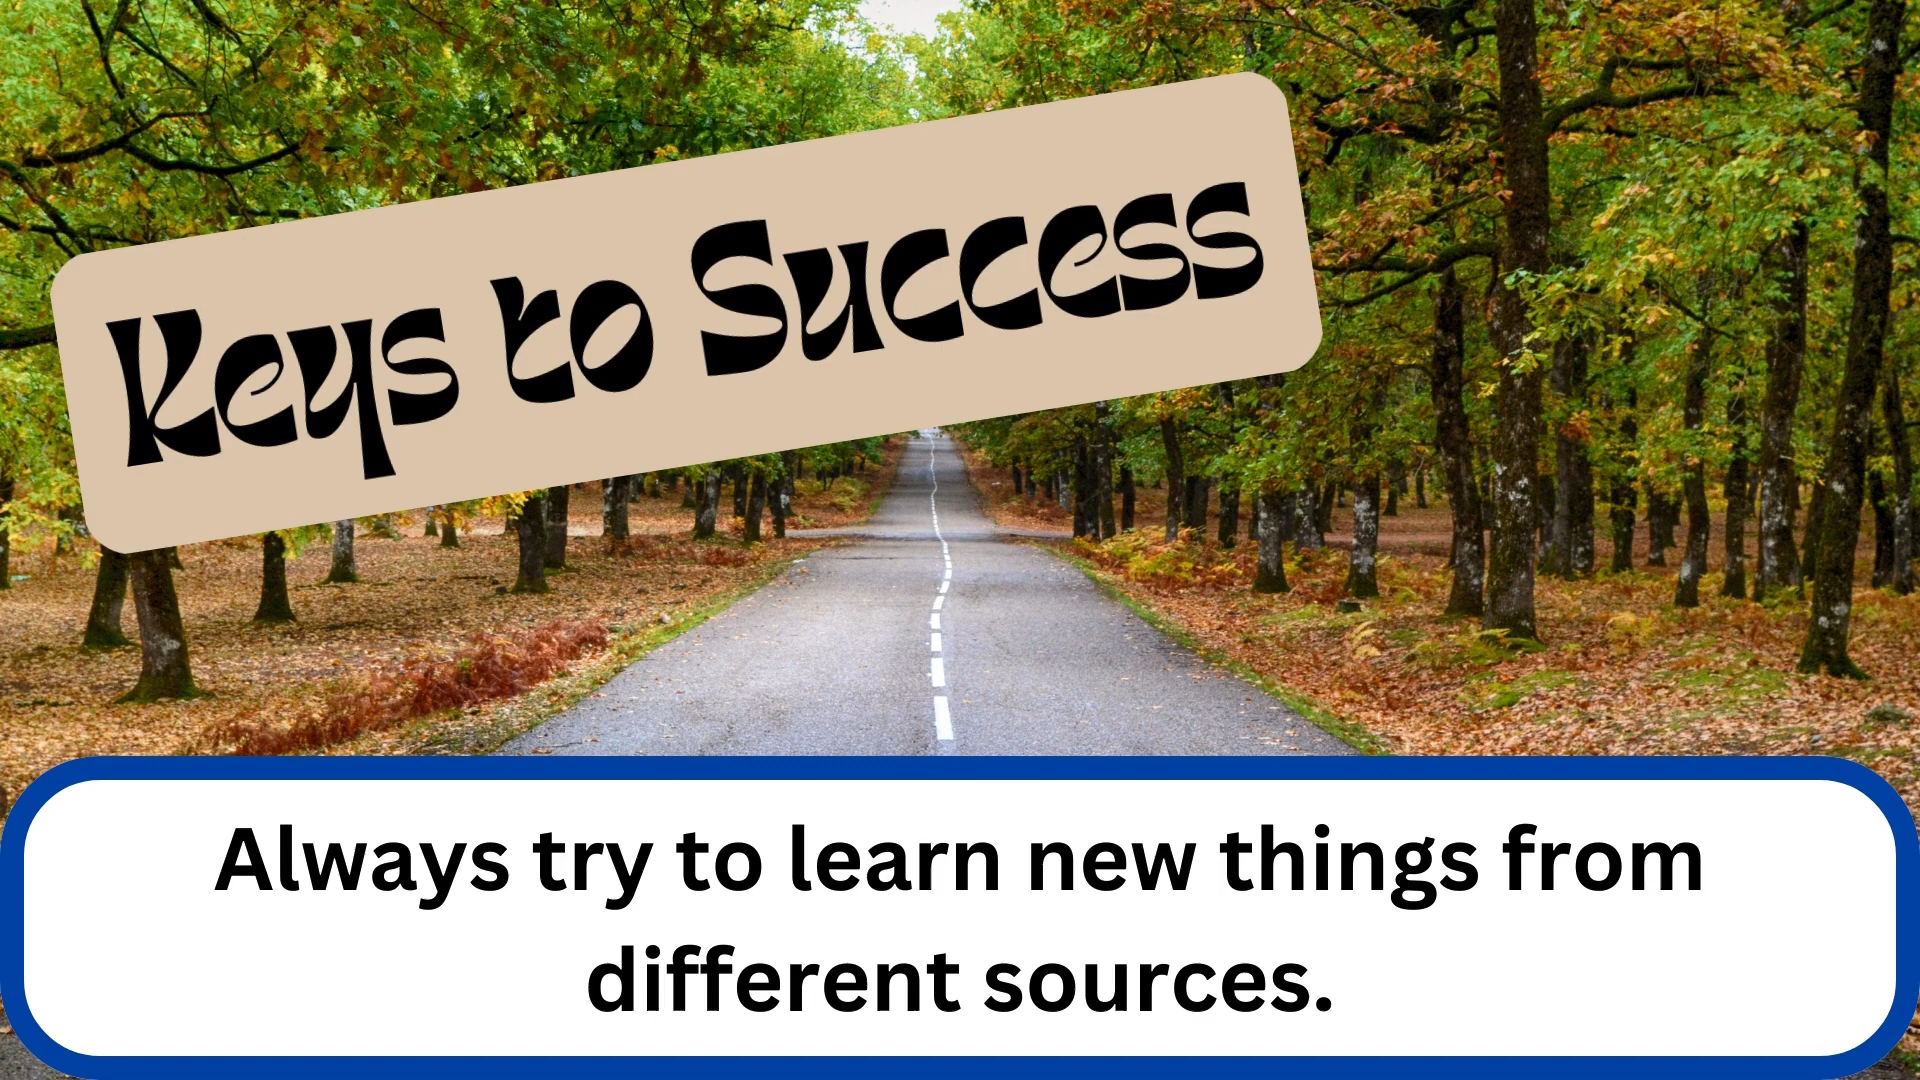 Keys to Success
Always try to learn new things from
different sources.